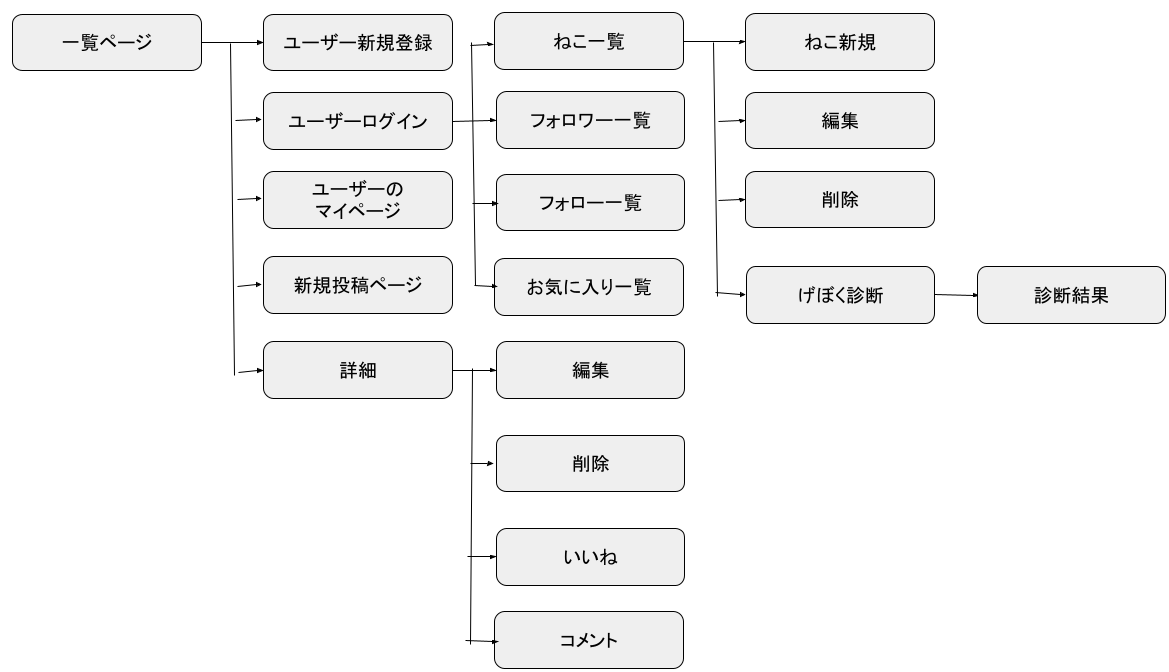 一覧ページ
ユーザー新規登録
ねこ一覧
ねこ新規
ユーザーログイン
フォロワー一覧
編集
ユーザーの
マイページ
フォロー一覧
削除
新規投稿ページ
お気に入り一覧
げぼく診断
診断結果
詳細
編集
削除
いいね
コメント